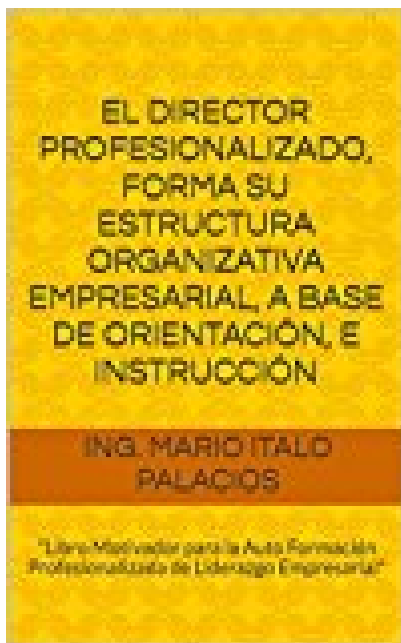 EL DIRECTOR
PROFESIONALIZADO,
FORMA SU
ESTRUCTURA
ORGANIZATIVA
EMPRESARIAL, A BASE
DE ORIENTACIÓN, E
INSTRUCCIÓN
ING. MARIO ITALO
PALACIOS
"Libro Motivador para la Auto Formación
Profesionalizada de Liderazgo Empresarial"